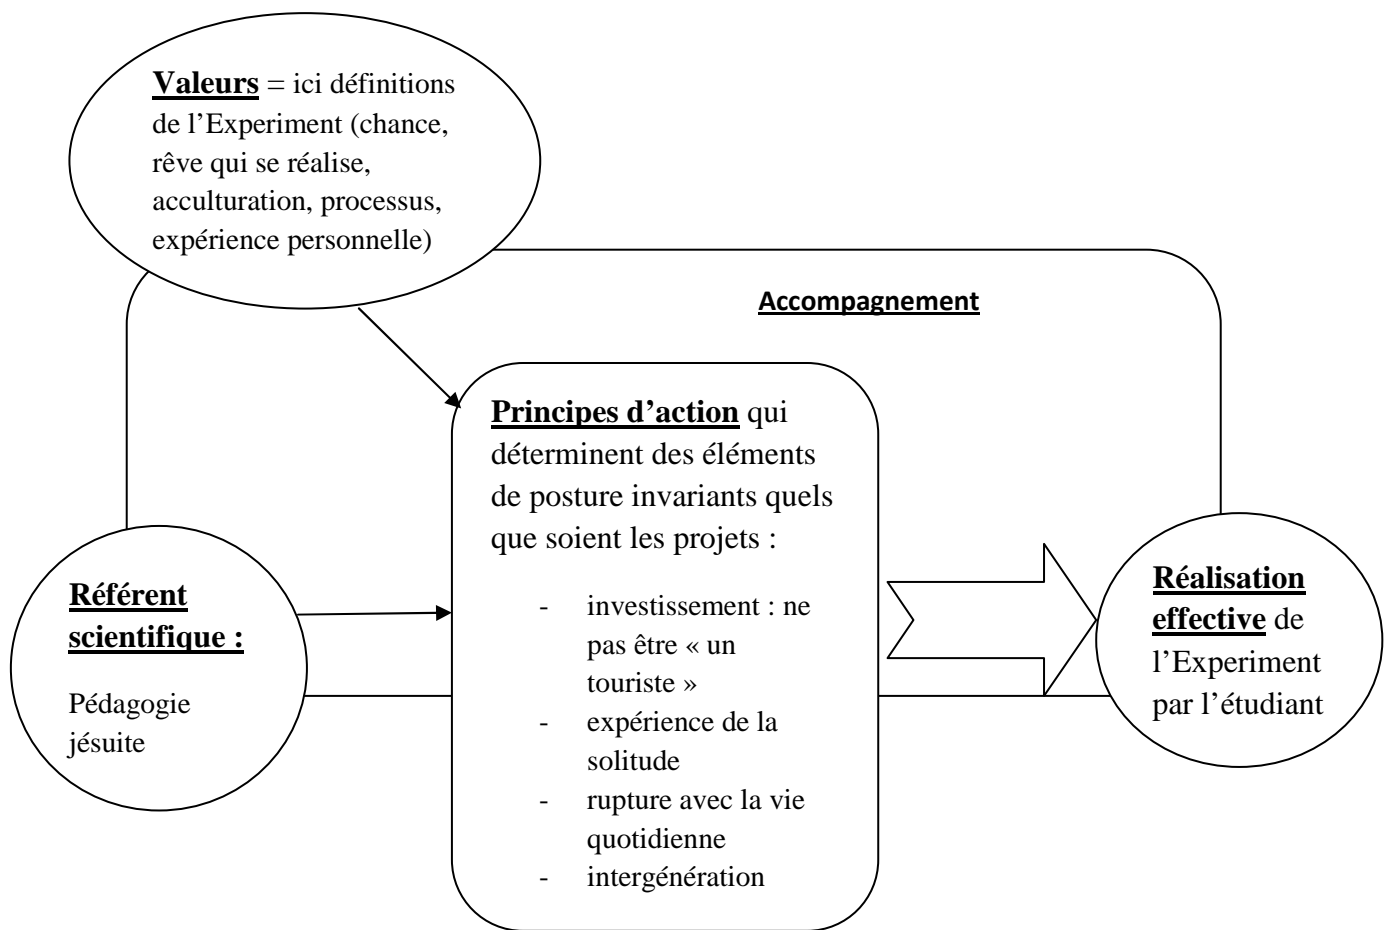 Valeurs = ici définitions
de l’Experiment (chance,
rêve qui se réalise,
acculturation, processus,
expérience personnelle)
Accompagnement
Principes d’action qui
déterminent des éléments
de posture invariants quels
que soient les projets :
- investissement : ne
pas être « un
touriste »
- expérience de la
solitude
- rupture avec la vie
quotidienne
- intergénération
Référent
scientifique :
Pédagogie
jésuite
Réalisation
effective de
l’Experiment
par l’étudiant